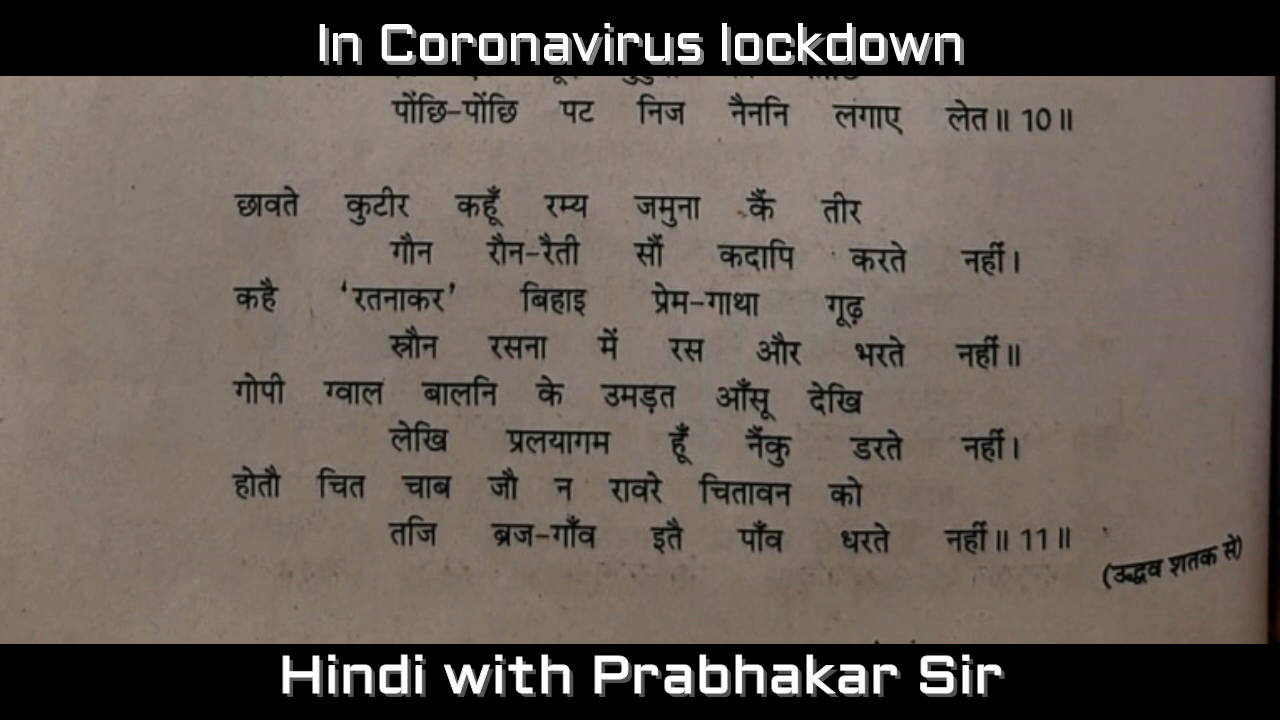 In Coronavirus lockdown
पोंछि-पोंछि पट निज नैननि लगाए लेत॥ 10॥
छावते कुटीर कहूँ रम्य जमुना कैं तीर
गौन रौन-रैती सौं कदापि करते नहीं।
कहै 'रतनाकर' बिहाइ प्रेम-गाथा गूढ़
स्रौन रसना में रस और भरते नहीं॥
गोपी ग्वाल बालनि के उमड़त आँसू देखि
लेखि प्रलयागम हूँ नैंकु डरते नहीं।
होतौ चित चाब जौ न रावरे चितावन को
तजि ब्रज-गाँव इतै पाँव धरते नहीं॥ 11॥
(उद्धव शतक से)
Hindi with Prabhakar Sir